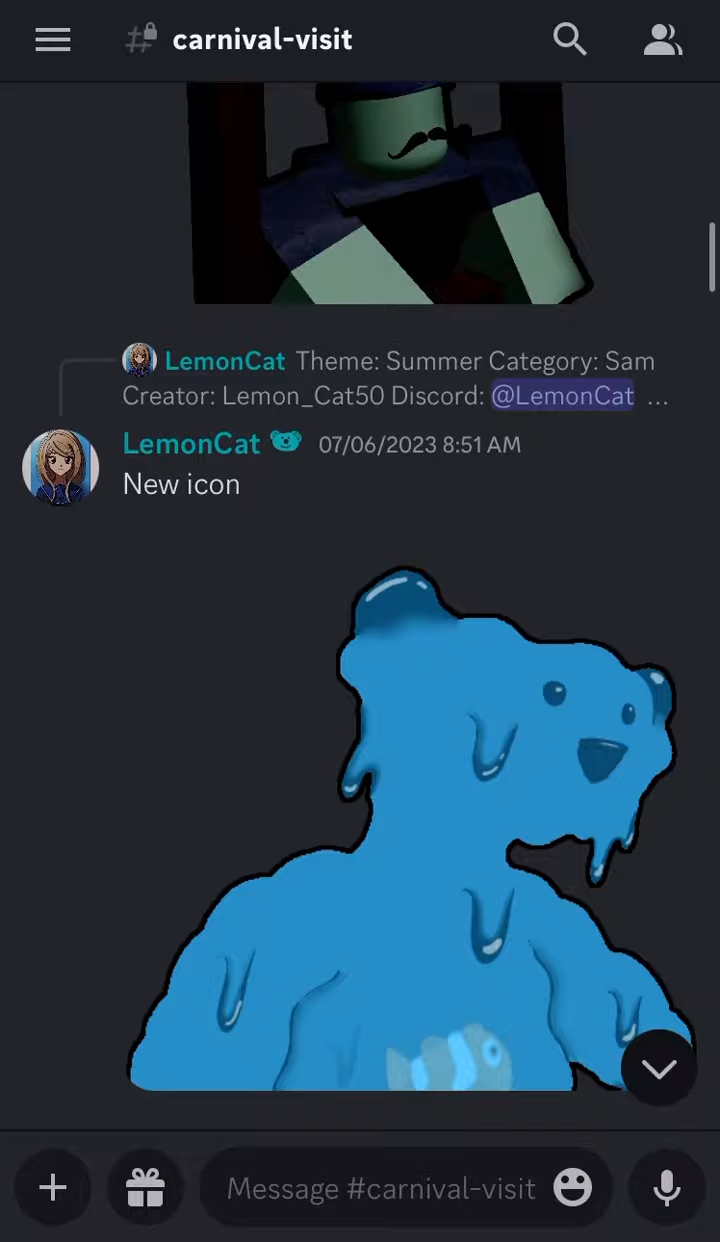 carnival-visit
LemonCat Theme: Summer Category: Sam
Creator: Lemon_Cat50 Discord: @LemonCat ...
LemonCat 07/06/2023 8:51 AM
New icon
Message #carnival-visit